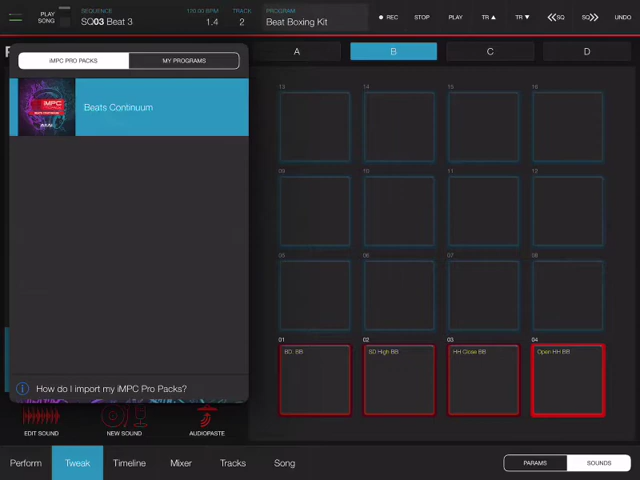 PLAY
SONG
SEQUENCE
SQ03 Beat 3
120.00 BPM
1.4
TRACK
2
PROGRAM
Beat Boxing Kit
REC
STOP
PLAY
TR ▲
TR ▼
SQ
SQ
UNDO
iMPC PRO PACKS
MY PROGRAMS
A
B
C
D
iMPC
BEATS CONTINUUM
Beats Continuum
13
14
15
16
09
10
11
12
05
06
07
08
01
02
03
04
BD BB
SD High BB
HH Close BB
Open HH BB
How do I import my iMPC Pro Packs?
EDIT SOUND
NEW SOUND
AUDIOPASTE
Perform
Tweak
Timeline
Mixer
Tracks
Song
PARAMS
SOUNDS